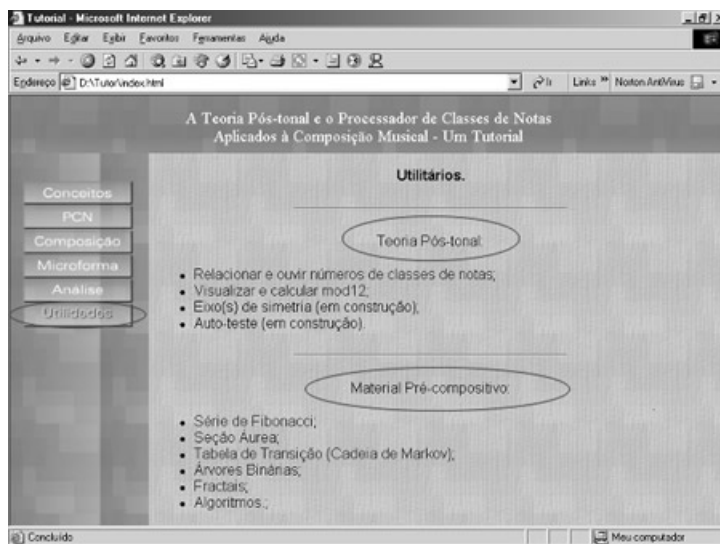 Tutorial - Microsoft Internet Explorer
Arquivo Editar Exibir Favoritos Ferramentas Ajuda
Endereço D:\Tutor\index.html Ir Links » Norton AntiVirus
A Teoria Pós-tonal e o Processador de Classes de Notas
Aplicados à Composição Musical - Um Tutorial
Conceitos
PCN
Composição
Microforma
Análise
Utilidades
Utilitários.
Teoria Pós-tonal:
• Relacionar e ouvir números de classes de notas;
• Visualizar e calcular mod12;
• Eixo(s) de simetria (em construção);
• Auto-teste (em construção).
Material Pré-compositivo:
• Série de Fibonacci;
• Seção Áurea;
• Tabela de Transição (Cadeia de Markov);
• Árvores Binárias;
• Fractais;
• Algoritmos.;
Concluído Meu computador